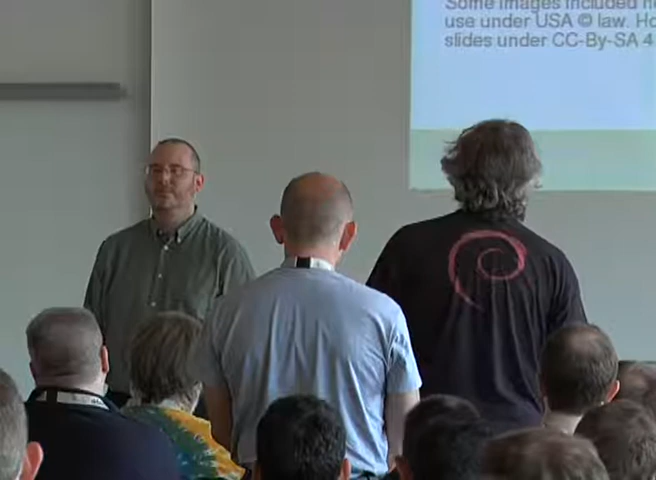 Some images included h
use under USA © law. Ho
slides under CC-By-SA 4